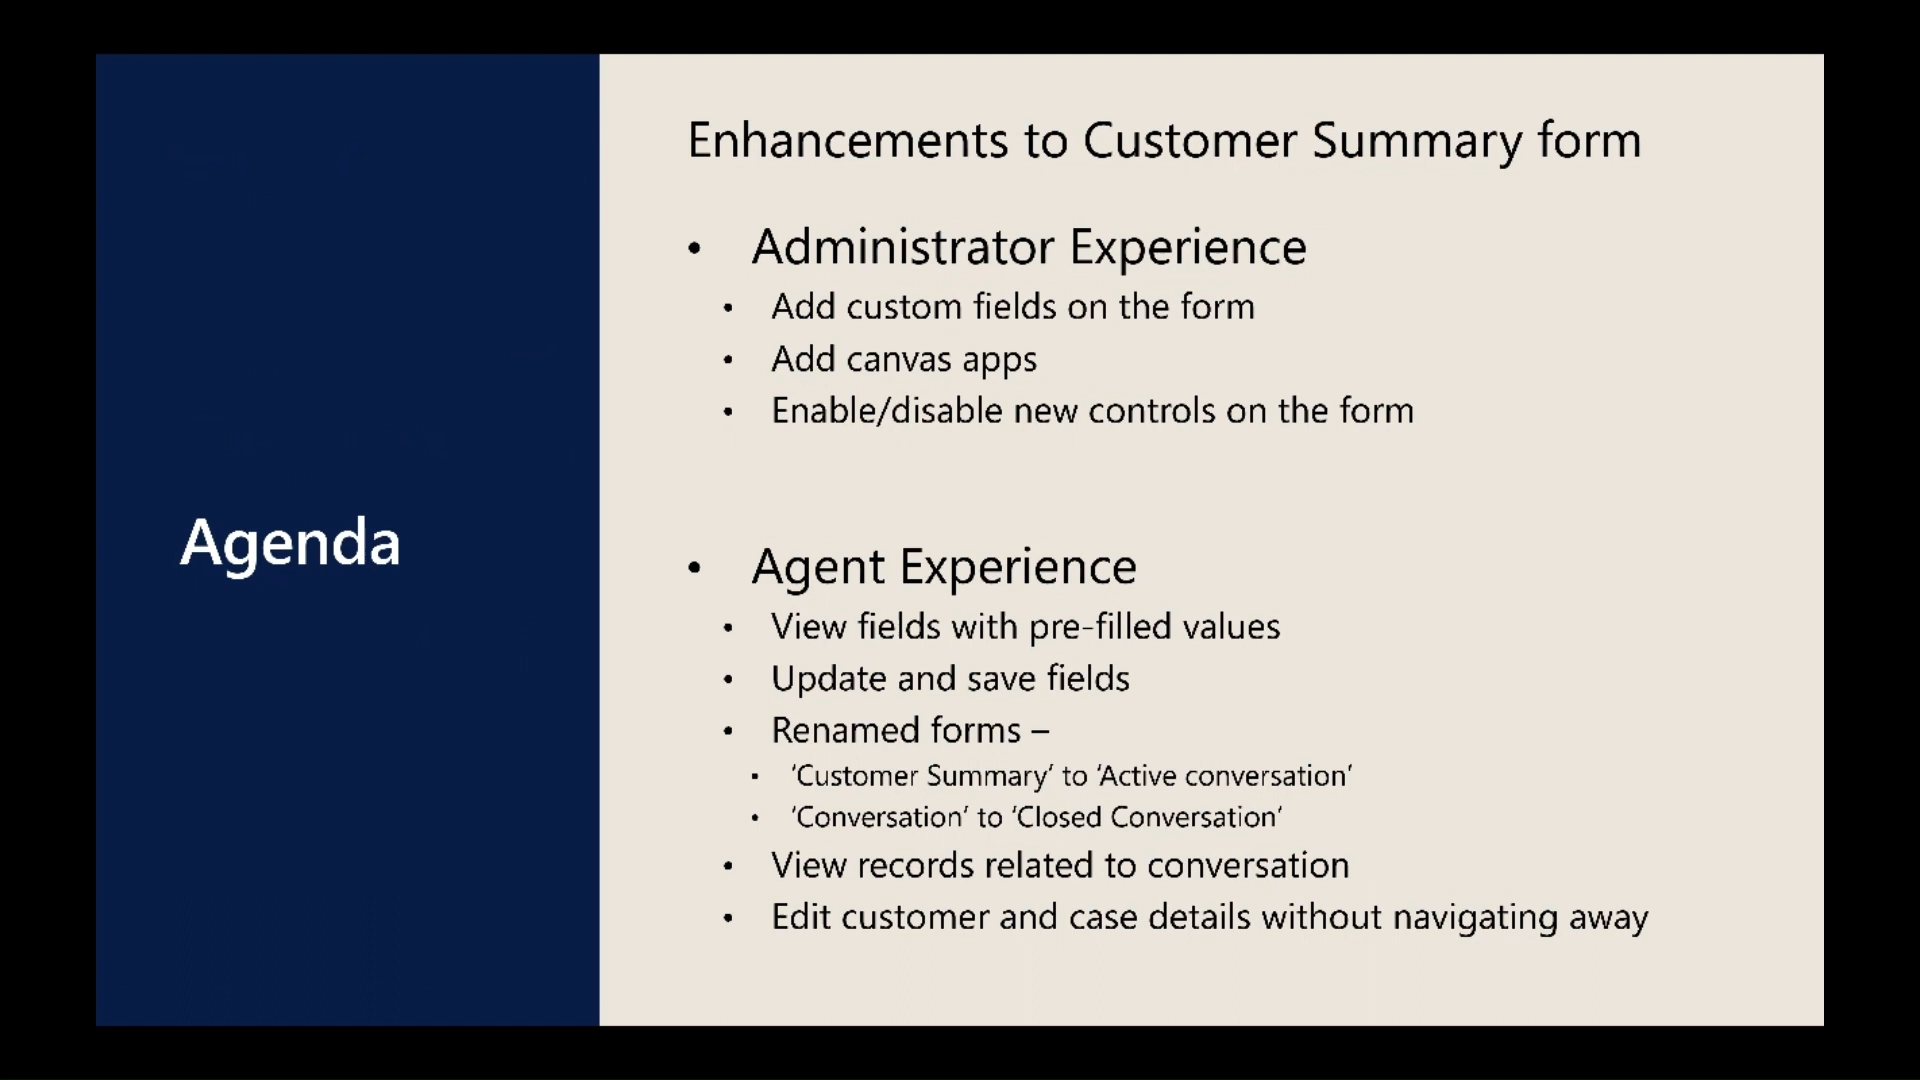 Agenda
Enhancements to Customer Summary form
• Administrator Experience
• Add custom fields on the form
• Add canvas apps
• Enable/disable new controls on the form
• Agent Experience
• View fields with pre-filled values
• Update and save fields
• Renamed forms –
• ‘Customer Summary’ to ‘Active conversation’
• ‘Conversation’ to ‘Closed Conversation’
• View records related to conversation
• Edit customer and case details without navigating away